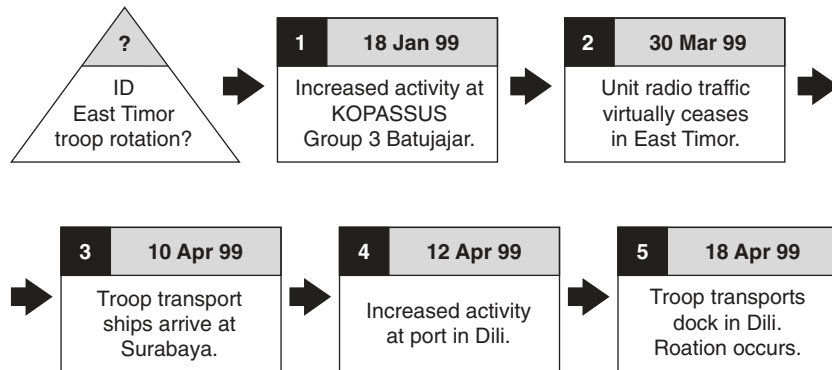 ?
ID
East Timor
troop rotation?
1 18 Jan 99
Increased activity at
KOPASSUS
Group 3 Batujajar.
2 30 Mar 99
Unit radio traffic
virtually ceases
in East Timor.
3 10 Apr 99
Troop transport
ships arrive at
Surabaya.
4 12 Apr 99
Increased activity
at port in Dili.
5 18 Apr 99
Troop transports
dock in Dili.
Roation occurs.